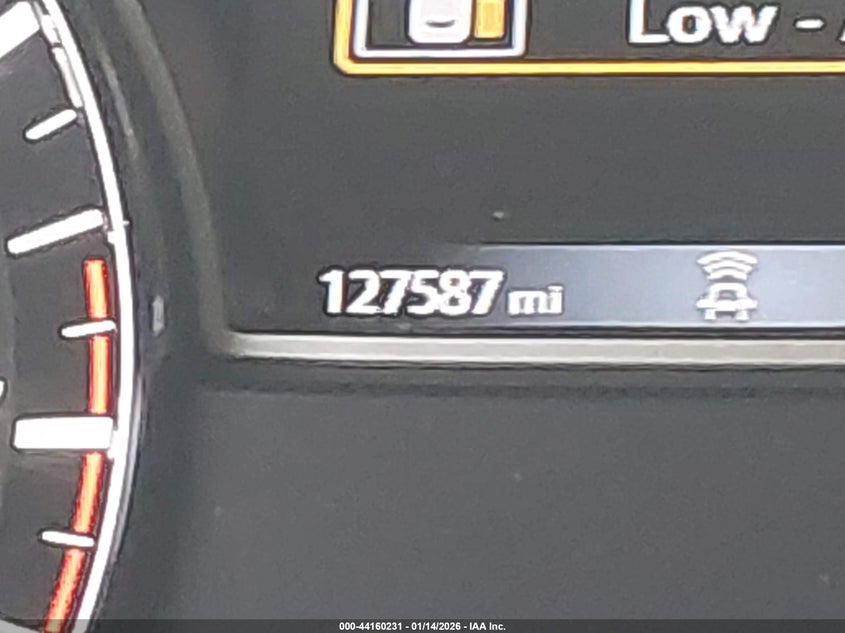 Low -
127587 mi
000-44160231 - 01/14/2026 - IAA Inc.